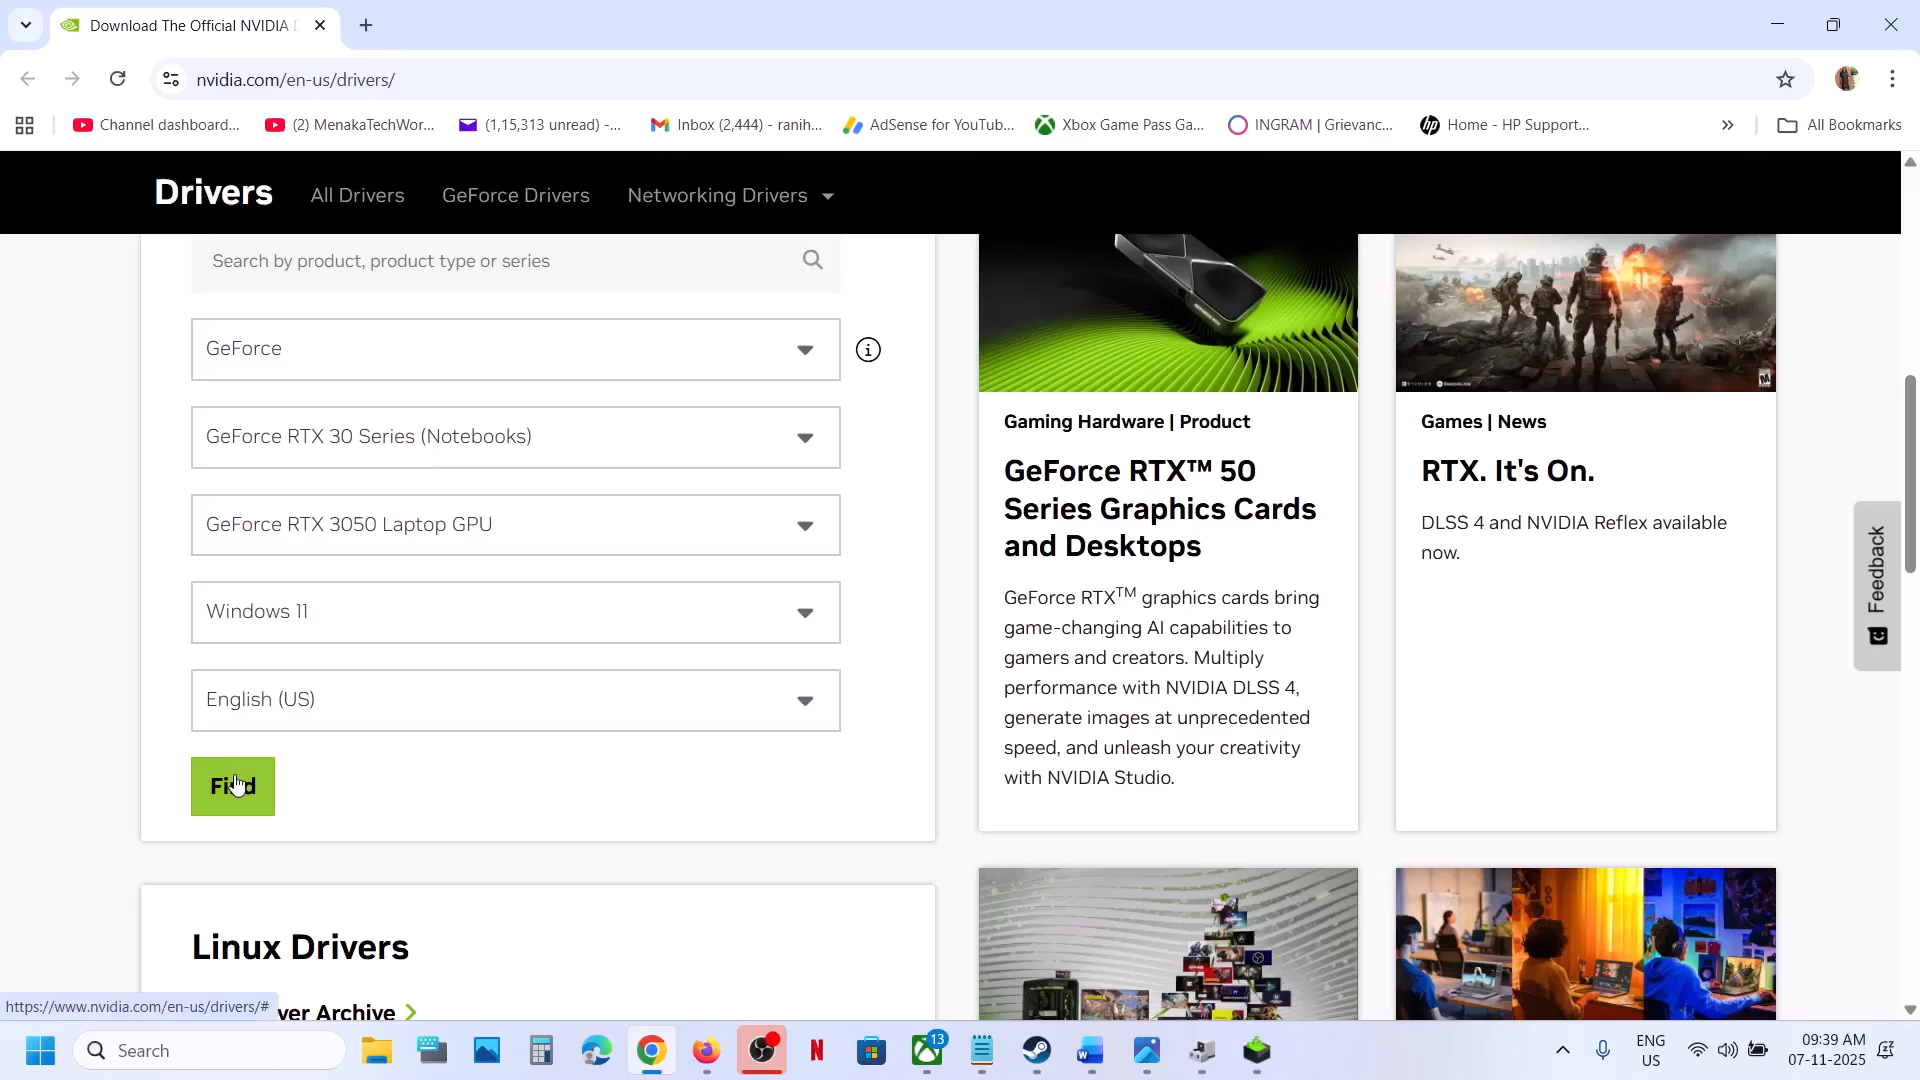 Download The Official NVIDIA
nvidia.com/en-us/drivers/
Channel dashboard...
(2) MenakaTechWor...
(1,15,313 unread) -...
Inbox (2,444) - ranih...
AdSense for YouTub...
Xbox Game Pass Ga...
INGRAM | Grievanc...
Home - HP Support...
»
All Bookmarks
Drivers
All Drivers
GeForce Drivers
Networking Drivers
Search by product, product type or series
GeForce
GeForce RTX 30 Series (Notebooks)
GeForce RTX 3050 Laptop GPU
Windows 11
English (US)
Find
Linux Drivers
ver Archive
https://www.nvidia.com/en-us/drivers/#
Gaming Hardware | Product
GeForce RTX™ 50
Series Graphics Cards
and Desktops
GeForce RTXTM graphics cards bring
game-changing AI capabilities to
gamers and creators. Multiply
performance with NVIDIA DLSS 4,
generate images at unprecedented
speed, and unleash your creativity
with NVIDIA Studio.
Games | News
RTX. It's On.
DLSS 4 and NVIDIA Reflex available
now.
Feedback
Search
13
ENG
US
09:39 AM
07-11-2025